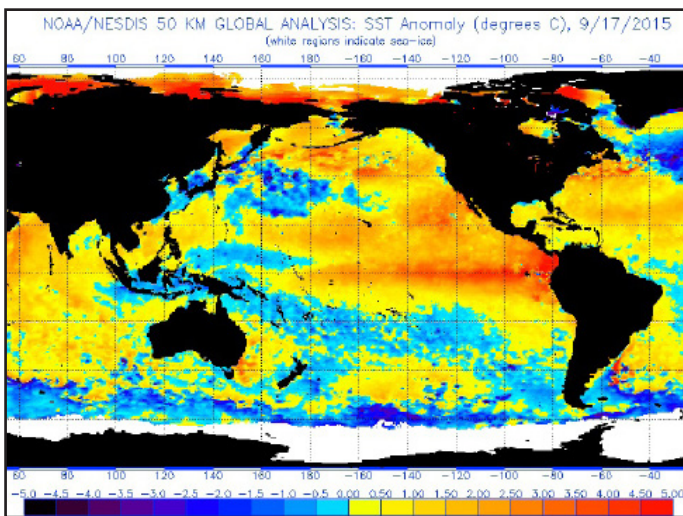 NOAA/NESDIS 50 KM GLOBAL ANALYSIS: SST Anomaly (degrees C), 9/17/2015
(white regions indicate sea-ice)
60 80 100 120 140 160 180 -160 -140 -120 -100 -80 -60 -40
60 80 100 120 140 160 180 -160 -140 -120 -100 -80 -60 -40
-5.0 -4.5 -4.0 -3.5 -3.0 -2.5 -2.0 -1.5 -1.0 -0.5 0.00 0.50 1.00 1.50 2.00 2.50 3.00 3.50 4.00 4.50 5.00